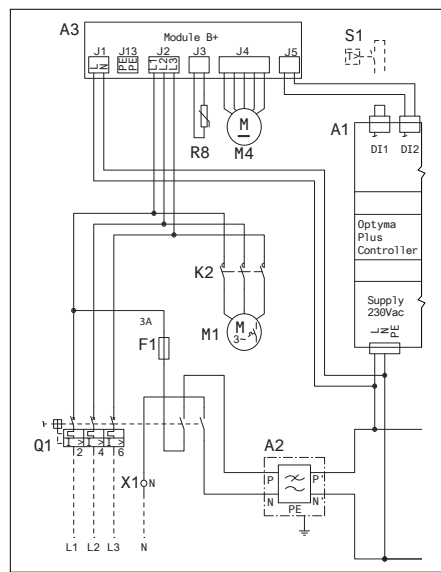 A3
Module B+
J1
J13
J2
J3
J4
J5
S1
L
N
PE
PE
L1
L2
L3
M
R8
M4
A1
DI1
DI2
Optyma
Plus
Controller
K2
Supply
230Vac
L
N
PE
3A
F1
M1
M
3~
Q1
I > I > I >
2 4 6
A2
X1
N
P
P'
N
N'
PE
L1 L2 L3 N